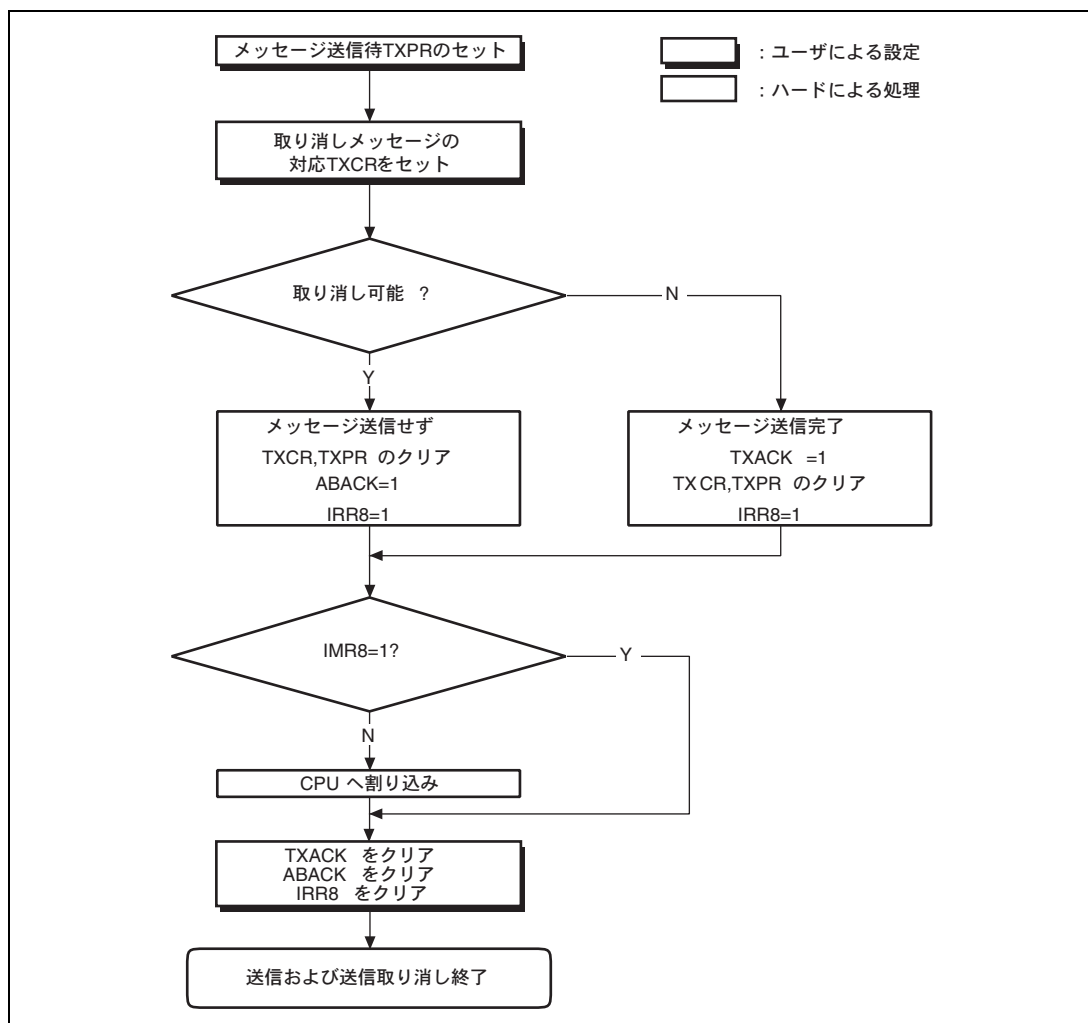 メッセージ送信待TXPRのセット
：ユーザによる設定
：ハードによる処理
取り消しメッセージの
対応TXCRをセット
取り消し可能 ?
N
Y
メッセージ送信せず
TXCR,TXPR のクリア
ABACK=1
IRR8=1
メッセージ送信完了
TXACK =1
TXCR,TXPR のクリア
IRR8=1
IMR8=1?
Y
N
CPU へ割り込み
TXACK をクリア
ABACK をクリア
IRR8 をクリア
送信および送信取り消し終了